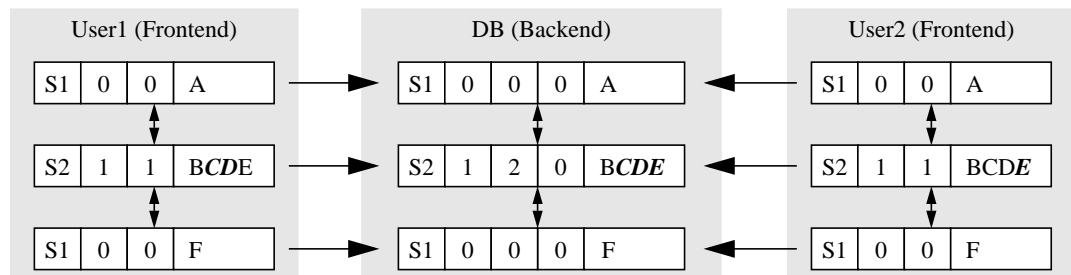 User1 (Frontend) DB (Backend) User2 (Frontend)
S1 0 0 A S1 0 0 0 A S1 0 0 A
S2 1 1 BCDE S2 1 2 0 BCDE S2 1 1 BCDE
S1 0 0 F S1 0 0 0 F S1 0 0 F